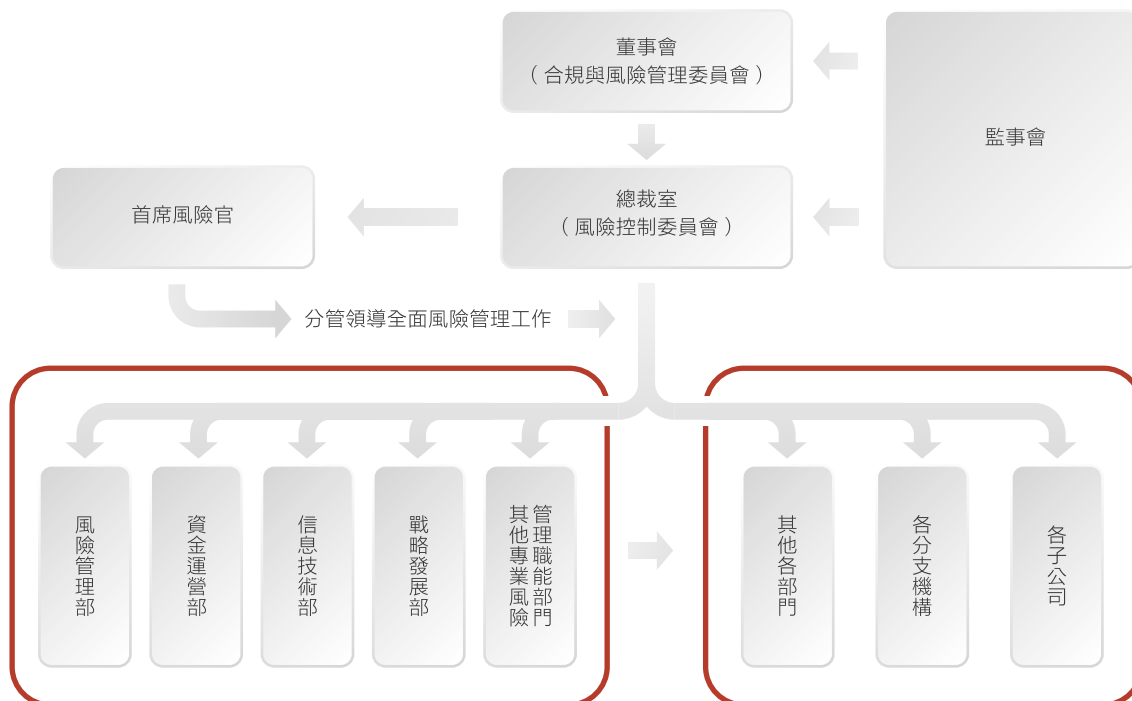 董事會
（合規與風險管理委員會）
監事會
首席風險官
總裁室
（風險控制委員會）
分管領導全面風險管理工作
風險管理部
資金運營部
信息技術部
戰略發展部
其他專業風險
管理職能部門
其他各部門
各分支機構
各子公司